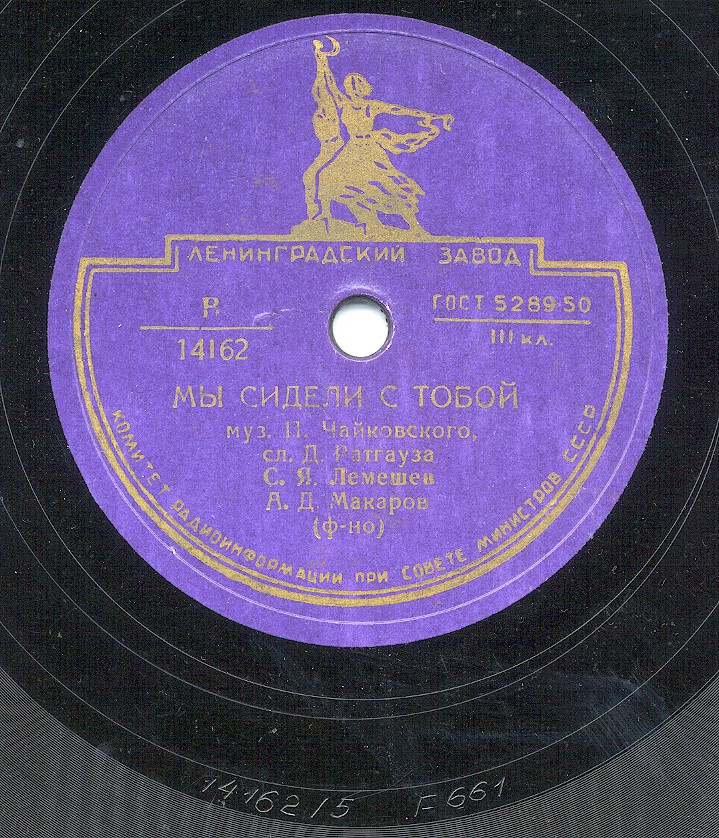 ЛЕНИНГРАДСКИЙ ЗАВОД
В
14162
ГОСТ 5289-50
III кл.
МЫ СИДЕЛИ С ТОБОЙ
муз. П. Чайковского,
сл. Д. Ратгауза
С. Я. Лемешев
А. Д. Макаров
(ф-но)
КОМИТЕТ РАДИОИНФОРМАЦИИ ПРИ СОВЕТЕ МИНИСТРОВ СССР
14162/5 F661